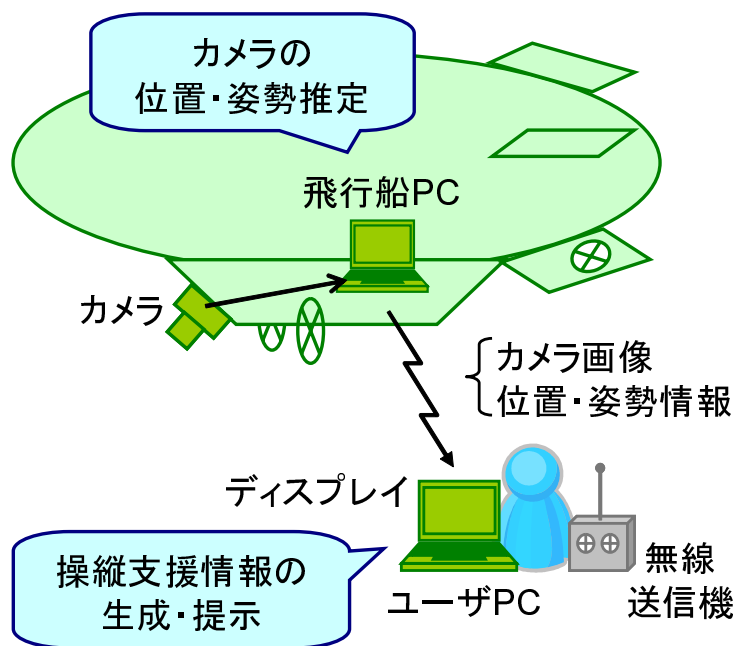 カメラの
位置・姿勢推定
飛行船PC
カメラ
カメラ画像
位置・姿勢情報
ディスプレイ
操縦支援情報の
生成・提示
ユーザPC
無線
送信機